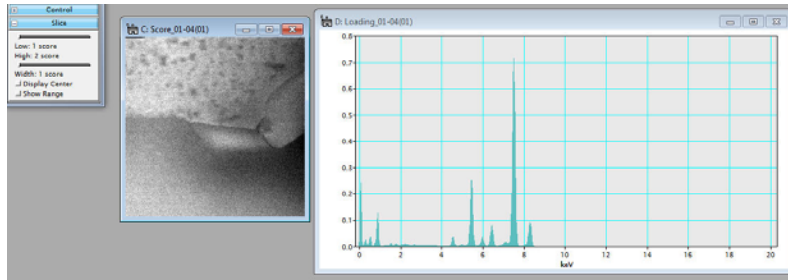 Control
Slice
Low: 1 score
High: 2 score
Width: 1 score
Display Center
Show Range
C: Score_01-04(01)
D: Loading_01-04(01)
0.8
0.7
0.6
0.5
0.4
0.3
0.2
0.1
0.0
0 2 4 6 8 10 12 14 16 18 20
keV